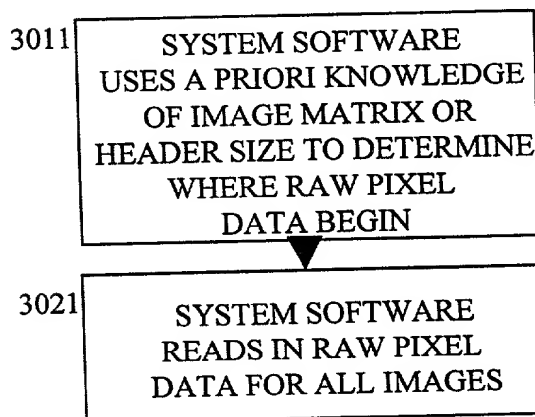 3011
SYSTEM SOFTWARE
USES A PRIORI KNOWLEDGE
OF IMAGE MATRIX OR
HEADER SIZE TO DETERMINE
WHERE RAW PIXEL
DATA BEGIN
3021
SYSTEM SOFTWARE
READS IN RAW PIXEL
DATA FOR ALL IMAGES